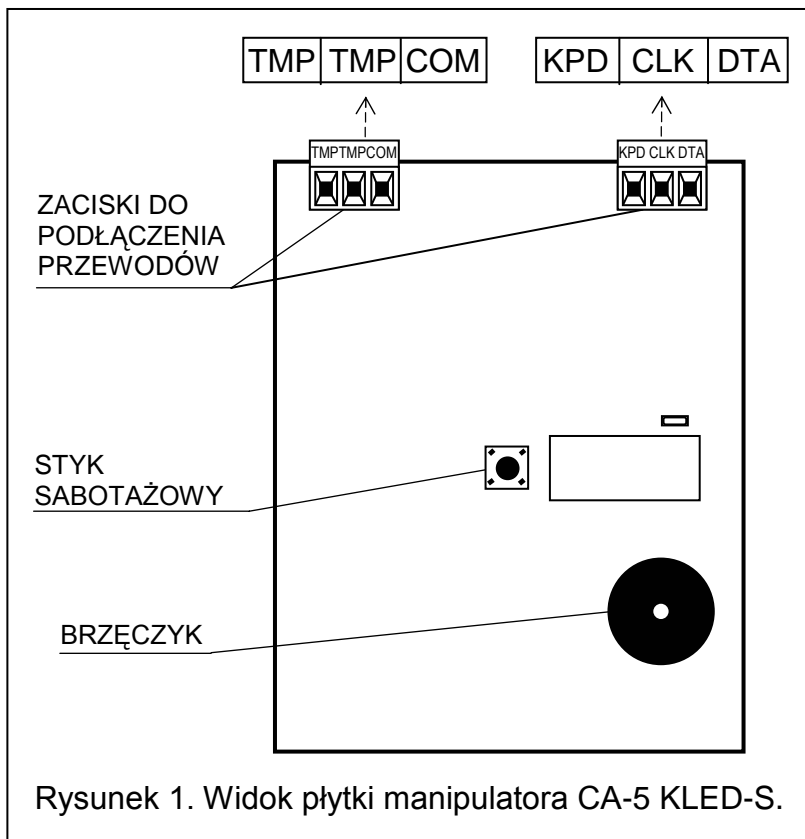 TMP TMP COM KPD CLK DTA
TMPTMPCOM KPD CLK DTA
ZACISKI DO
PODŁĄCZENIA
PRZEWODÓW
STYK
SABOTAŻOWY
BRZĘCZYK
Rysunek 1. Widok płytki manipulatora CA-5 KLED-S.